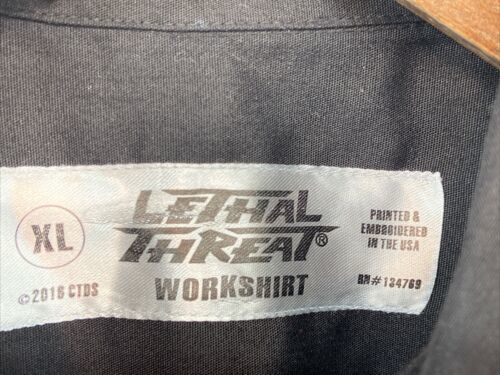 XL
©2016 CTDS
LETHAL
THREAT®
WORKSHIRT
PRINTED &
EMBROIDERED
IN THE USA
RN#134769